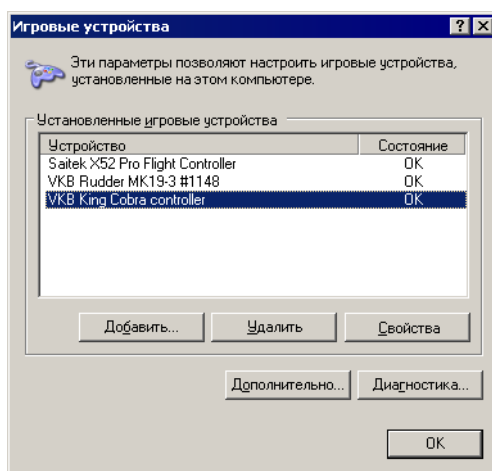 Игровые устройства
Эти параметры позволяют настроить игровые устройства,
установленные на этом компьютере.
Установленные игровые устройства
Устройство Состояние
Saitek X52 Pro Flight Controller OK
VKB Rudder MK19-3 #1148 OK
VKB King Cobra controller OK
Добавить... Удалить Свойства
Дополнительно... Диагностика...
OK